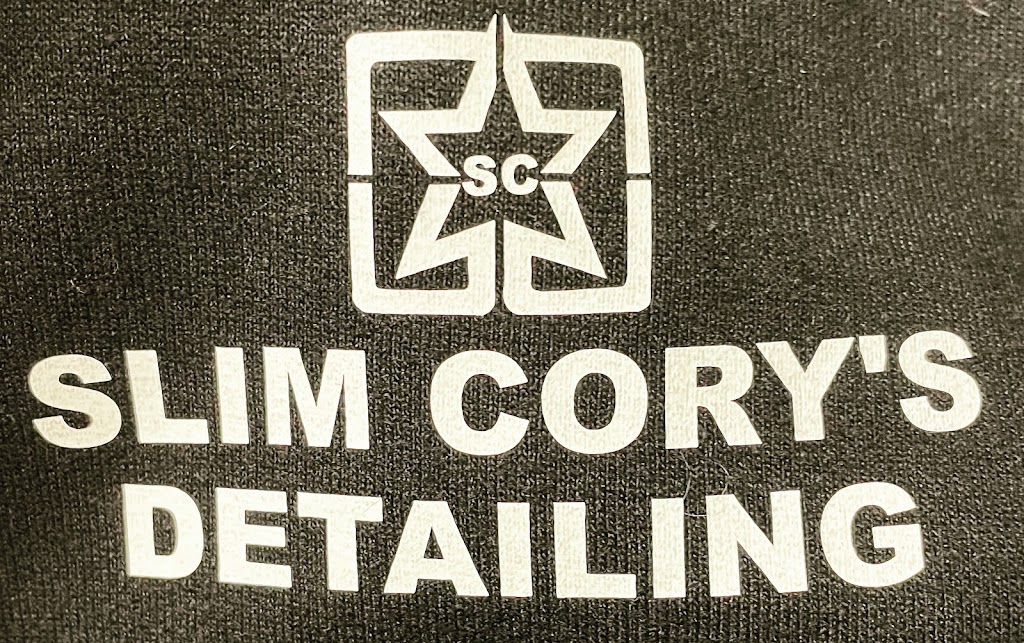 SC
SLIM CORY'S
DETAILING